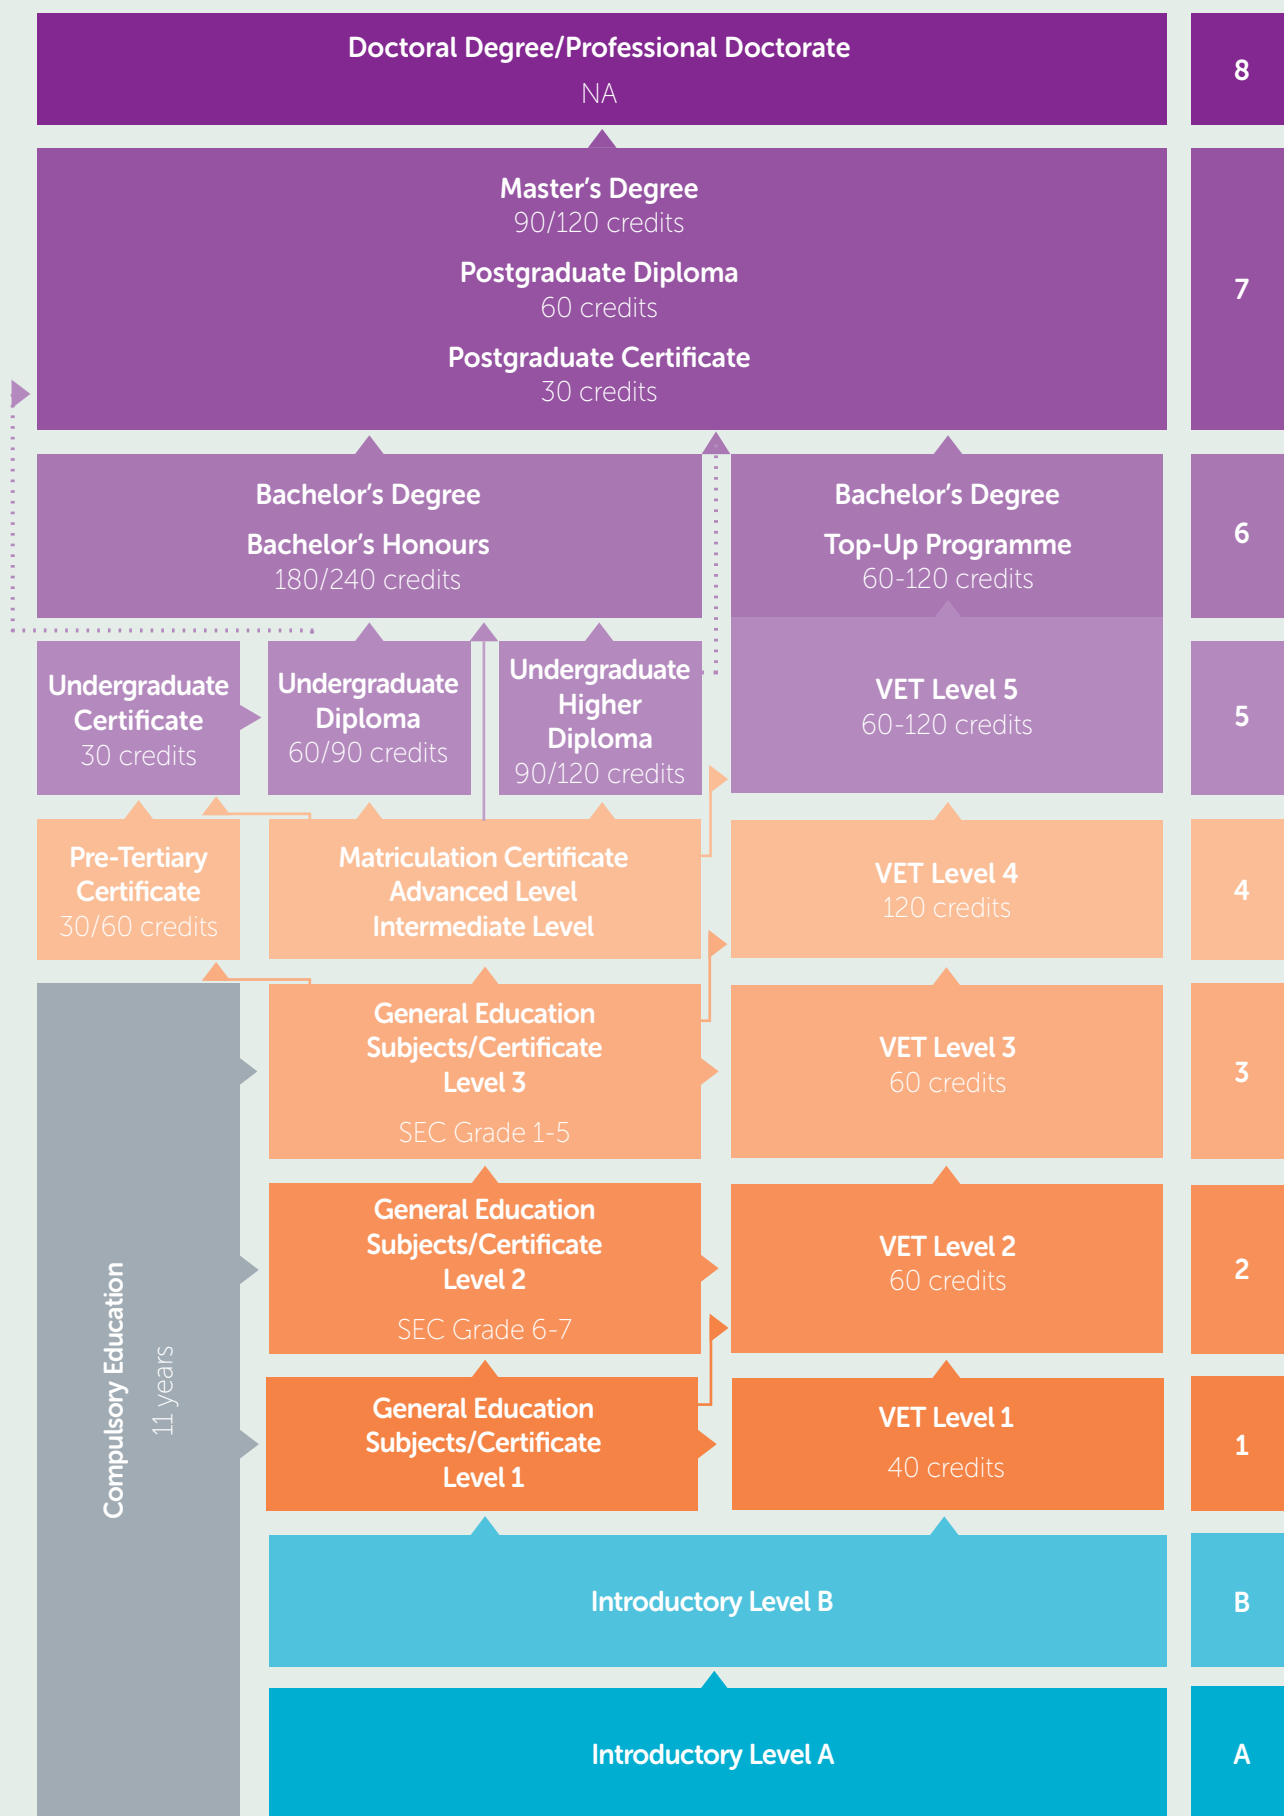 Doctoral Degree/Professional Doctorate
NA
8
Master's Degree
90/120 credits
Postgraduate Diploma
60 credits
Postgraduate Certificate
30 credits
7
Bachelor's Degree
Bachelor's Honours
180/240 credits
Bachelor's Degree
Top-Up Programme
60-120 credits
6
Undergraduate
Certificate
30 credits
Undergraduate
Diploma
60/90 credits
Undergraduate
Higher
Diploma
90/120 credits
VET Level 5
60-120 credits
5
Pre-Tertiary
Certificate
30/60 credits
Matriculation Certificate
Advanced Level
Intermediate Level
VET Level 4
120 credits
4
Compulsory Education
11 years
General Education
Subjects/Certificate
Level 3
SEC Grade 1-5
VET Level 3
60 credits
3
General Education
Subjects/Certificate
Level 2
SEC Grade 6-7
VET Level 2
60 credits
2
General Education
Subjects/Certificate
Level 1
VET Level 1
40 credits
1
Introductory Level B
B
Introductory Level A
A